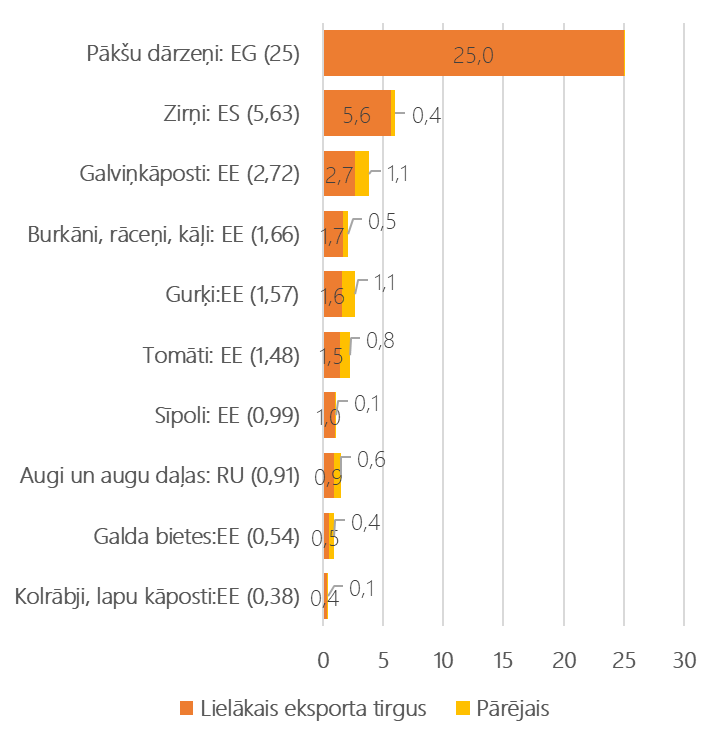 Pākšu dārzeņi: EG (25) 25,0
Zirņi: ES (5,63) 5,6 0,4
Galviņkāposti: EE (2,72) 2,7 1,1
Burkāni, rāceņi, kāļi: EE (1,66) 1,7 0,5
Gurķi:EE (1,57) 1,6 1,1
Tomāti: EE (1,48) 1,5 0,8
Sīpoli: EE (0,99) 1,0 0,1
Augi un augu daļas: RU (0,91) 0,9 0,6
Galda bietes:EE (0,54) 0,5 0,4
Kolrābji, lapu kāposti:EE (0,38) 0,4 0,1
0 5 10 15 20 25 30
Lielākais eksporta tirgus Pārējais